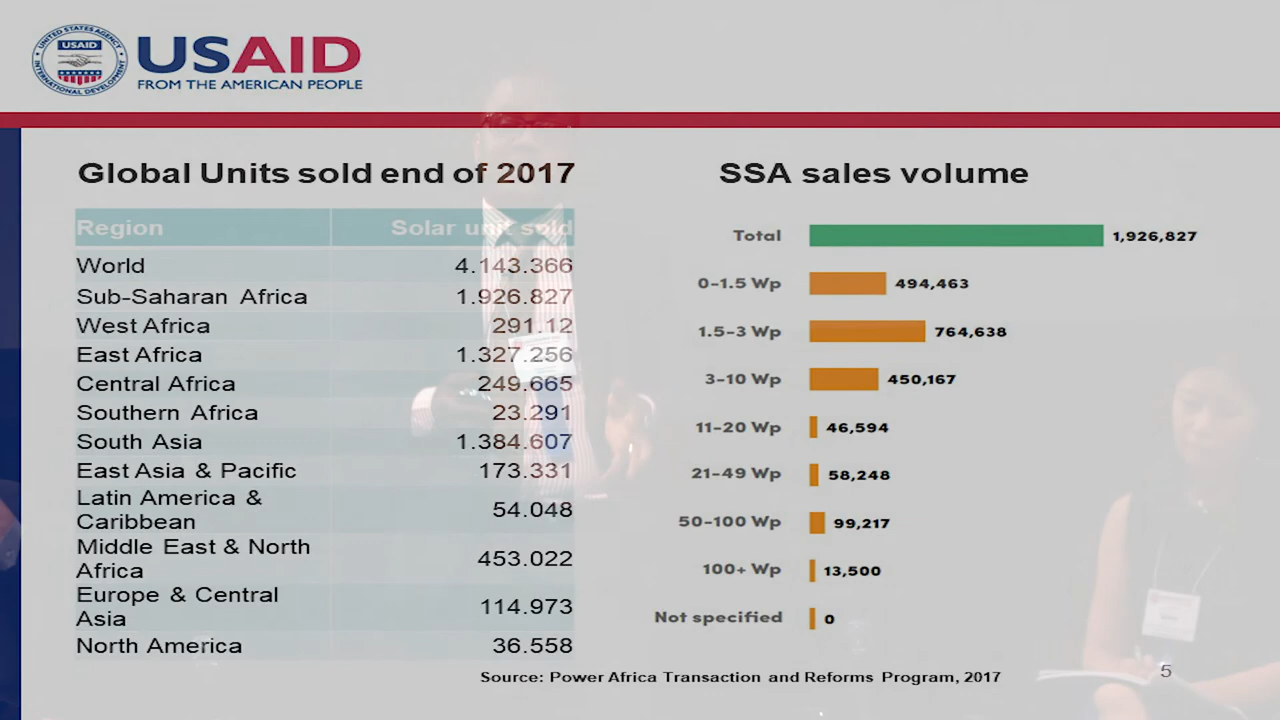 UNITED STATES AGENCY
USAID
INTERNATIONAL DEVELOPMENT
USAID
FROM THE AMERICAN PEOPLE
Global Units sold end of 2017
Region Solar unit sold
World 4.143.366
Sub-Saharan Africa 1.926.827
West Africa 291.12
East Africa 1.327.256
Central Africa 249.665
Southern Africa 23.291
South Asia 1.384.607
East Asia & Pacific 173.331
Latin America &
Caribbean 54.048
Middle East & North
Africa 453.022
Europe & Central
Asia 114.973
North America 36.558
SSA sales volume
Total 1,926,827
0-1.5 Wp 494,463
1.5-3 Wp 764,638
3-10 Wp 450,167
11-20 Wp 46,594
21-49 Wp 58,248
50-100 Wp 99,217
100+ Wp 13,500
Not specified 0
Source: Power Africa Transaction and Reforms Program, 2017
5